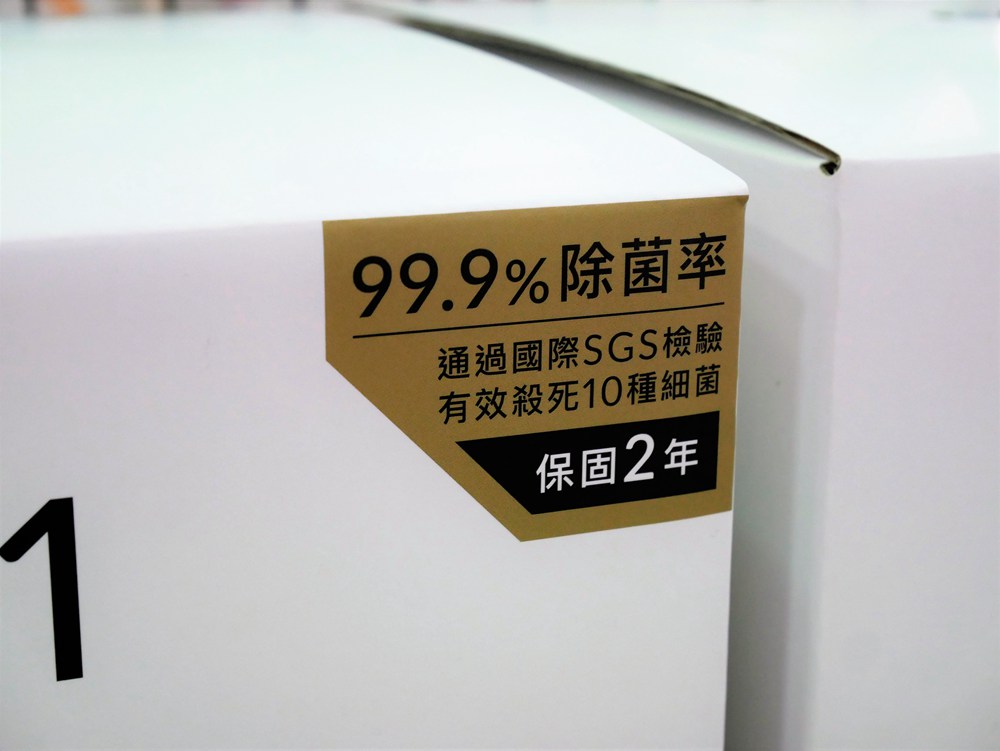 99.9%除菌率
通過國際SGS檢驗
有效殺死10種細菌
保固2年
1